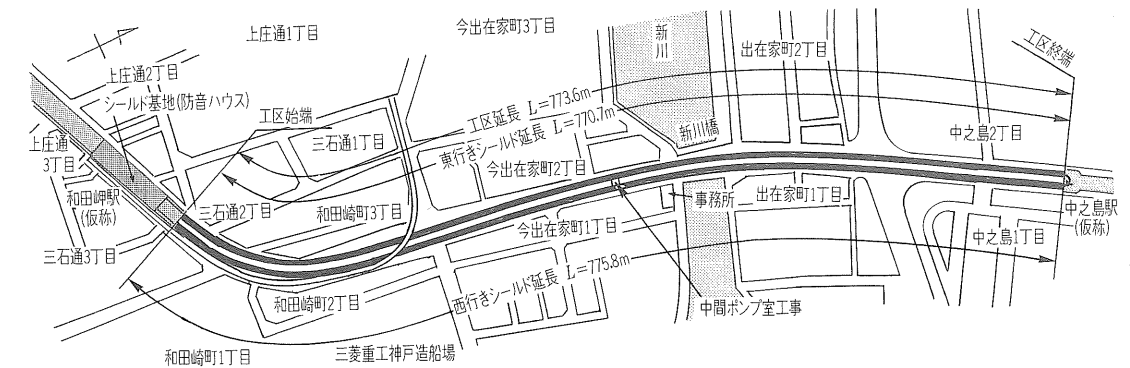 上庄通1丁目
今出在家町3丁目
新川
出在家町2丁目
工区終端
上庄通2丁目
シールド基地(防音ハウス)
工区始端
工区延長 L=773.6m
三石通1丁目
東行きシールド延長 L=770.7m
新川橋
中之島2丁目
上庄通
3丁目
今出在家町2丁目
和田岬駅
(仮称)
三石通2丁目
和田崎町3丁目
事務所
出在家町1丁目
中之島駅
(仮称)
今出在家町1丁目
中之島1丁目
三石通3丁目
西行きシールド延長 L=775.8m
和田崎町2丁目
中間ポンプ室工事
和田崎町1丁目
三菱重工神戸造船場